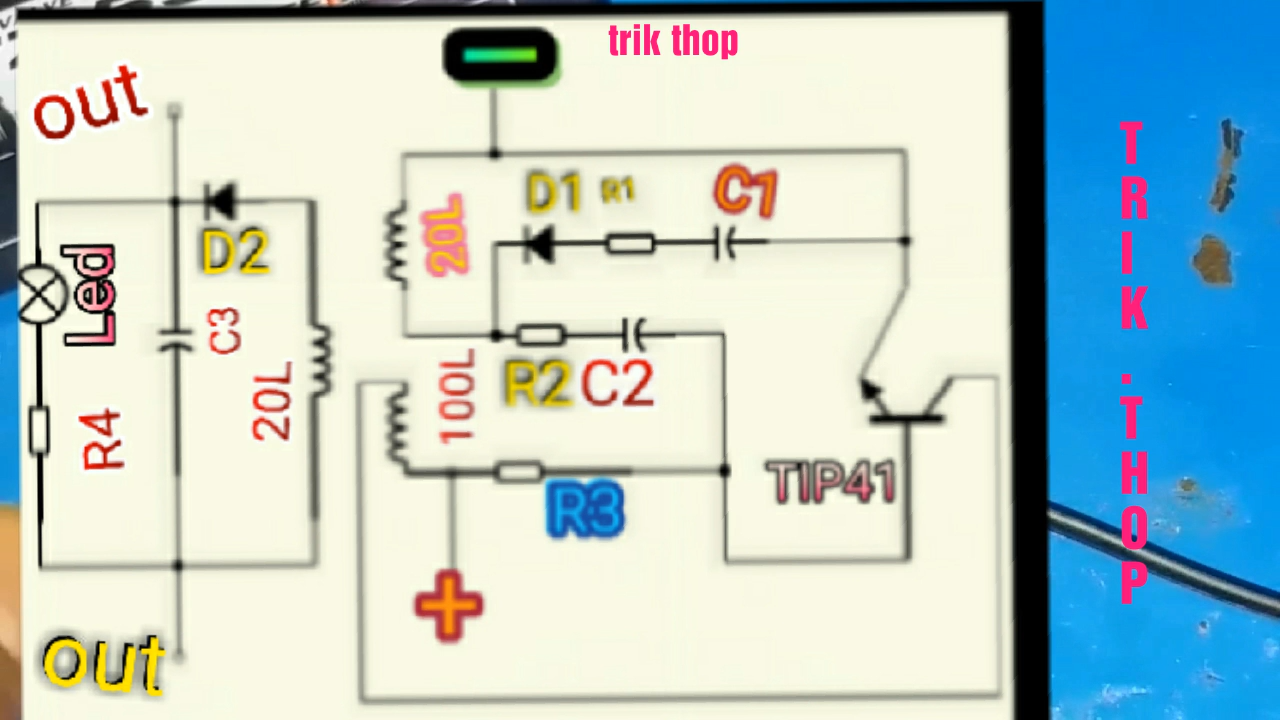 trik thop
out
D1
R1
C1
20L
D2
Led
C3
100L
R2
C2
20L
R4
TIP41
R3
+
out
TRIK.THOP